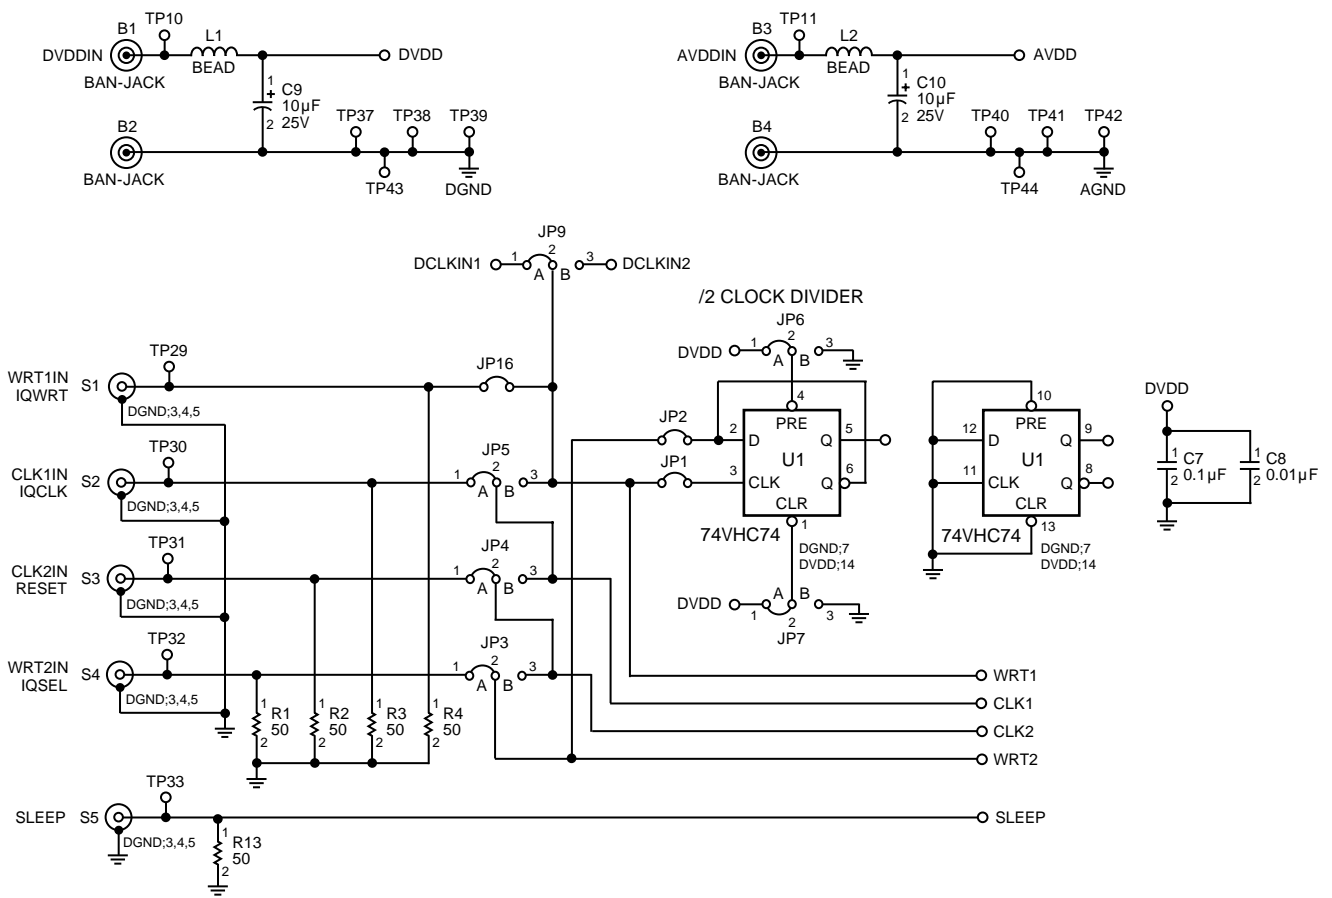 TP10
B1
L1
DVDDIN
DVDD
BEAD
BAN-JACK
1
+
C9
10µF
25V
2
TP37
TP38
TP39
B2
BAN-JACK
TP43
DGND
TP11
B3
L2
AVDDIN
AVDD
BEAD
BAN-JACK
1
+
C10
10µF
25V
2
TP40
TP41
TP42
B4
BAN-JACK
TP44
AGND
JP9
DCLKIN1
1
2
3
DCLKIN2
A
B
/2 CLOCK DIVIDER
JP6
DVDD
1
2
3
A
B
TP29
WRT1IN
IQWRT
S1
DGND;3,4,5
JP16
TP30
CLK1IN
IQCLK
S2
DGND;3,4,5
JP5
1
2
3
A
B
TP31
CLK2IN
RESET
S3
DGND;3,4,5
JP4
1
2
3
A
B
TP32
WRT2IN
IQSEL
S4
DGND;3,4,5
JP3
1
2
3
A
B
JP2
JP1
4
PRE
2
D
Q
5
U1
6
3
CLK
Q
CLR
1
74VHC74
DGND;7
DVDD;14
DVDD
A
B
1
2
3
JP7
10
PRE
12
D
Q
9
U1
11
CLK
Q
8
CLR
13
74VHC74
DGND;7
DVDD;14
DVDD
1
C7
0.1µF
2
1
C8
0.01µF
2
1
R1
50
2
1
R2
50
2
1
R3
50
2
1
R4
50
2
WRT1
CLK1
CLK2
WRT2
TP33
SLEEP
S5
DGND;3,4,5
1
R13
50
2
SLEEP